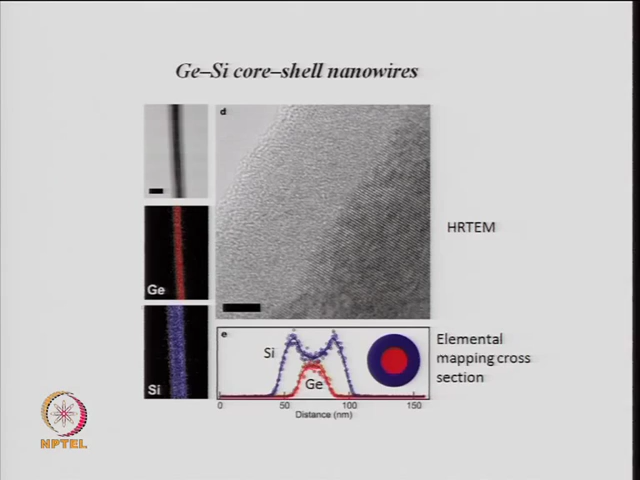 Ge–Si core–shell nanowires
d
HRTEM
Ge
Si
e
Si
Ge
0
50
100
150
Distance (nm)
Elemental
mapping cross
section
NPTEL